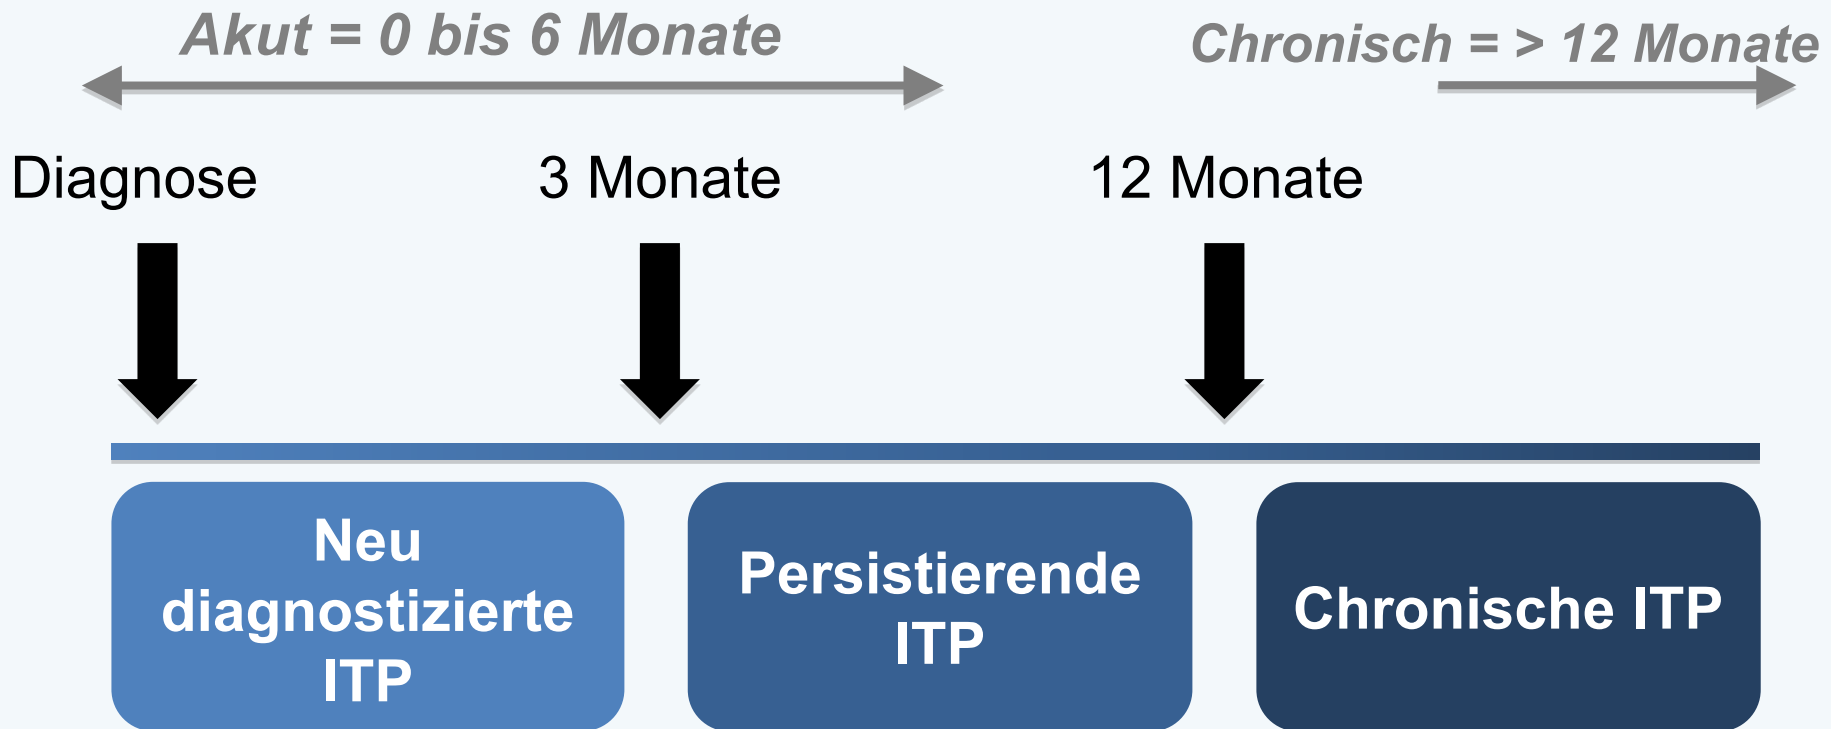 Akut = 0 bis 6 Monate
Chronisch = > 12 Monate
Diagnose
3 Monate
12 Monate
Neu
diagnostizierte
ITP
Persistierende
ITP
Chronische ITP